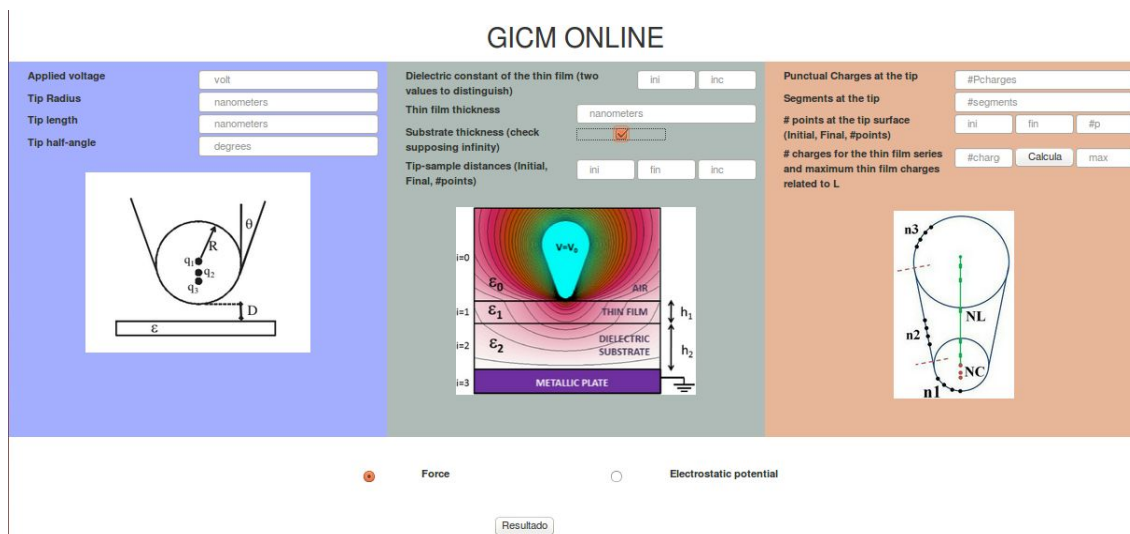 GICM ONLINE
Applied voltage
volt
Tip Radius
nanometers
Tip length
nanometers
Tip half-angle
degrees
θ
R
q1
q2
q3
D
ε
Dielectric constant of the thin film (two
values to distinguish)
ini
inc
Thin film thickness
nanometers
Substrate thickness (check
supposing infinity)
Tip-sample distances (Initial,
Final, #points)
ini
fin
inc
V=V0
i=0
ε0
AIR
i=1
ε1
THIN FILM
h1
i=2
ε2
DIELECTRIC
SUBSTRATE
h2
i=3
METALLIC PLATE
Punctual Charges at the tip
#Pcharges
Segments at the tip
#segments
# points at the tip surface
(Initial, Final, #points)
ini
fin
#p
# charges for the thin film series
and maximum thin film charges
related to L
#charg
Calcula
max
n3
NL
n2
NC
n1
Force
Electrostatic potential
Resultado